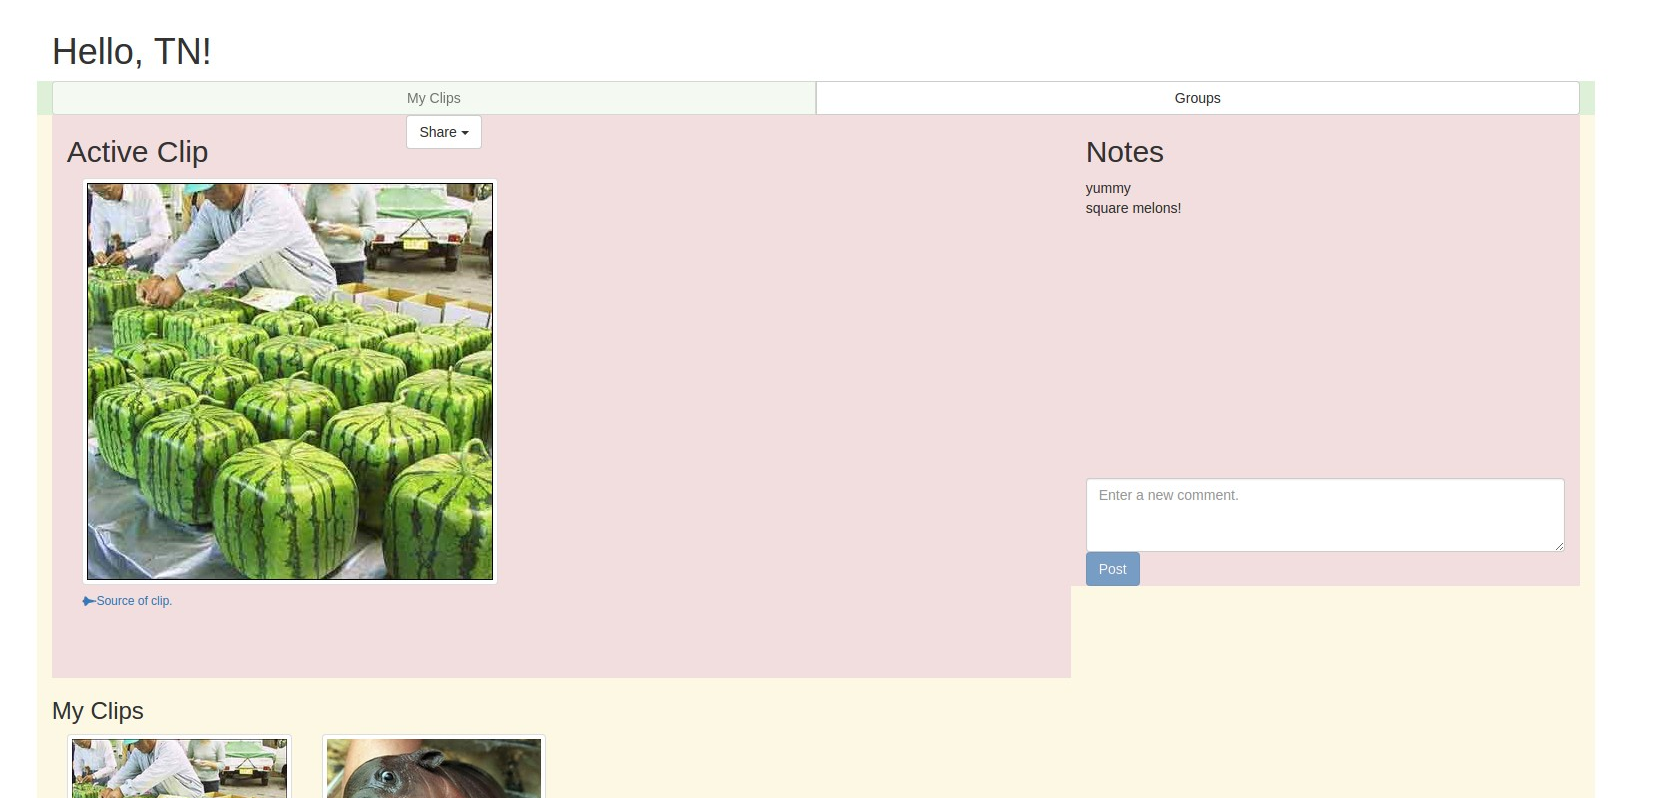 Hello, TN!
My Clips
Groups
Share
Active Clip
Source of clip.
Notes
yummy
square melons!
Enter a new comment.
Post
My Clips